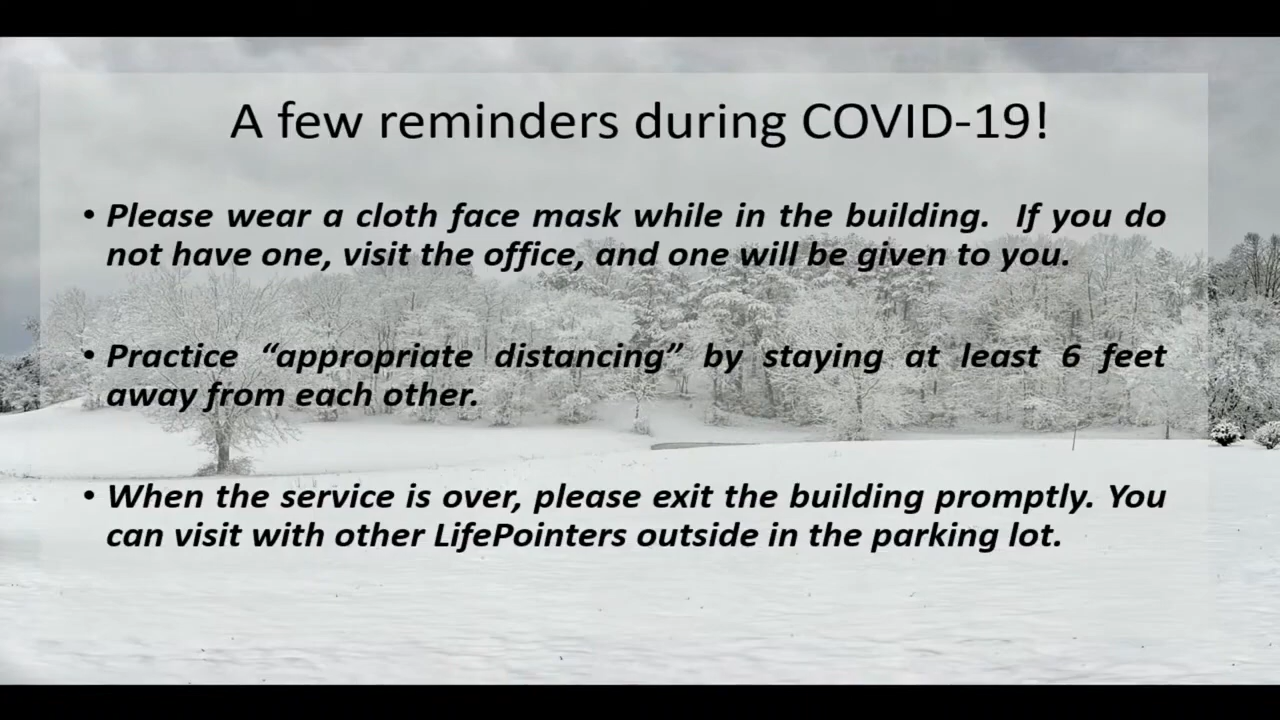 A few reminders during COVID-19!
• Please wear a cloth face mask while in the building. If you do
not have one, visit the office, and one will be given to you.
• Practice “appropriate distancing” by staying at least 6 feet
away from each other.
• When the service is over, please exit the building promptly. You
can visit with other LifePointers outside in the parking lot.